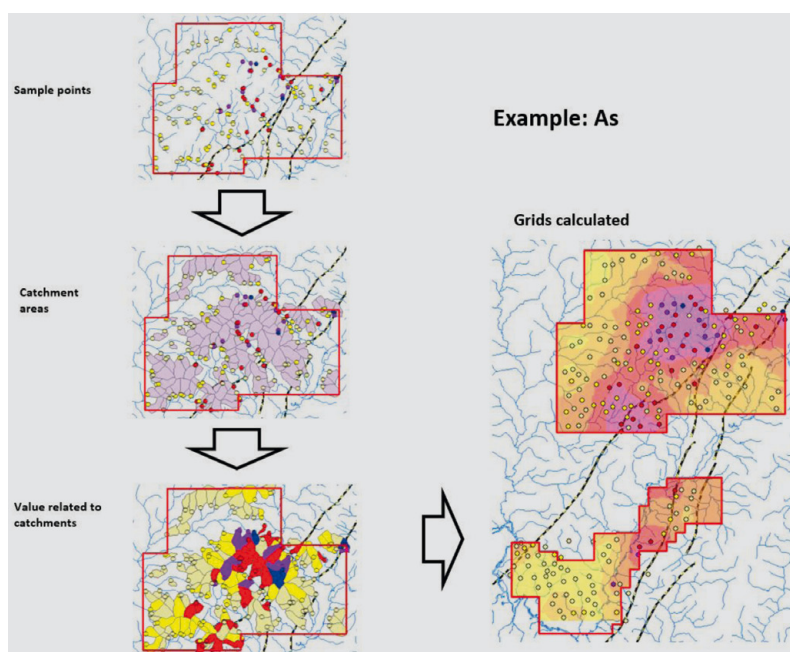 Sample points
Example: As
Grids calculated
Catchment
areas
Value related to
catchments